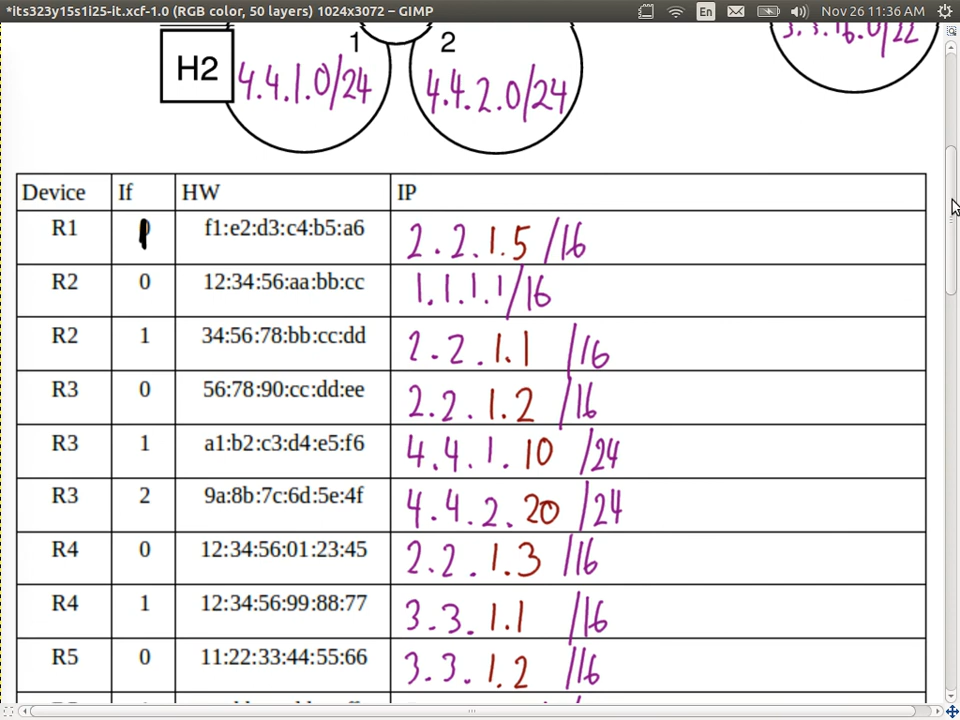 *its323y15s1i25-it.xcf-1.0 (RGB color, 50 layers) 1024x3072 – GIMP En Nov 26 11:36 AM
3.3.16.0/22
1 2
H2 4.4.1.0/24 4.4.2.0/24
Device If HW IP
R1 f1:e2:d3:c4:b5:a6 2.2.1.5 /16
R2 0 12:34:56:aa:bb:cc 1.1.1.1/16
R2 1 34:56:78:bb:cc:dd 2.2.1.1 /16
R3 0 56:78:90:cc:dd:ee 2.2.1.2 /16
R3 1 a1:b2:c3:d4:e5:f6 4.4.1.10 /24
R3 2 9a:8b:7c:6d:5e:4f 4.4.2.20 /24
R4 0 12:34:56:01:23:45 2.2.1.3 /16
R4 1 12:34:56:99:88:77 3.3.1.1 /16
R5 0 11:22:33:44:55:66 3.3.1.2 /16